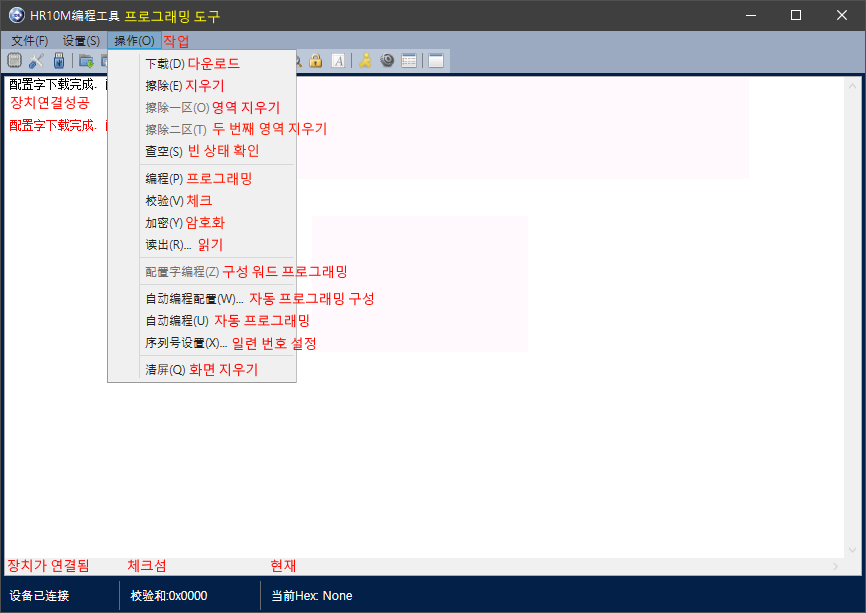 HR10M编程工具 프로그래밍 도구
文件(F) 设置(S) 操作(O) 작업
配置字下载完成.
장치연결성공
配置字下载完成.
下载(D) 다운로드
擦除(E) 지우기
擦除一区(O) 영역 지우기
擦除二区(T) 두 번째 영역 지우기
查空(S) 빈 상태 확인
编程(P) 프로그래밍
校验(V) 체크
加密(Y) 암호화
读出(R)... 읽기
配置字编程(Z) 구성 워드 프로그래밍
自动编程配置(W)... 자동 프로그래밍 구성
自动编程(U) 자동 프로그래밍
序列号设置(X)... 일련 번호 설정
清屏(Q) 화면 지우기
장치가 연결됨 체크섬 현재
设备已连接 校验和:0x0000 当前Hex: None